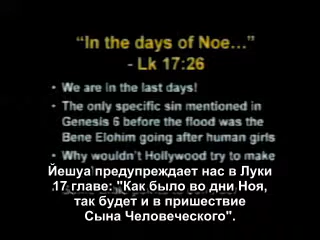 “In the days of Noe…”
- Lk 17:26
• We are in the last days!
• The only specific sin mentioned in
Genesis 6 before the flood was the
Bene Elohim going after human girls
• Why wouldn't Hollywood try to make
Йешуа предупреждает нас в Луки
17 главе: "Как было во дни Ноя,
так будет и в пришествие
Сына Человеческого".